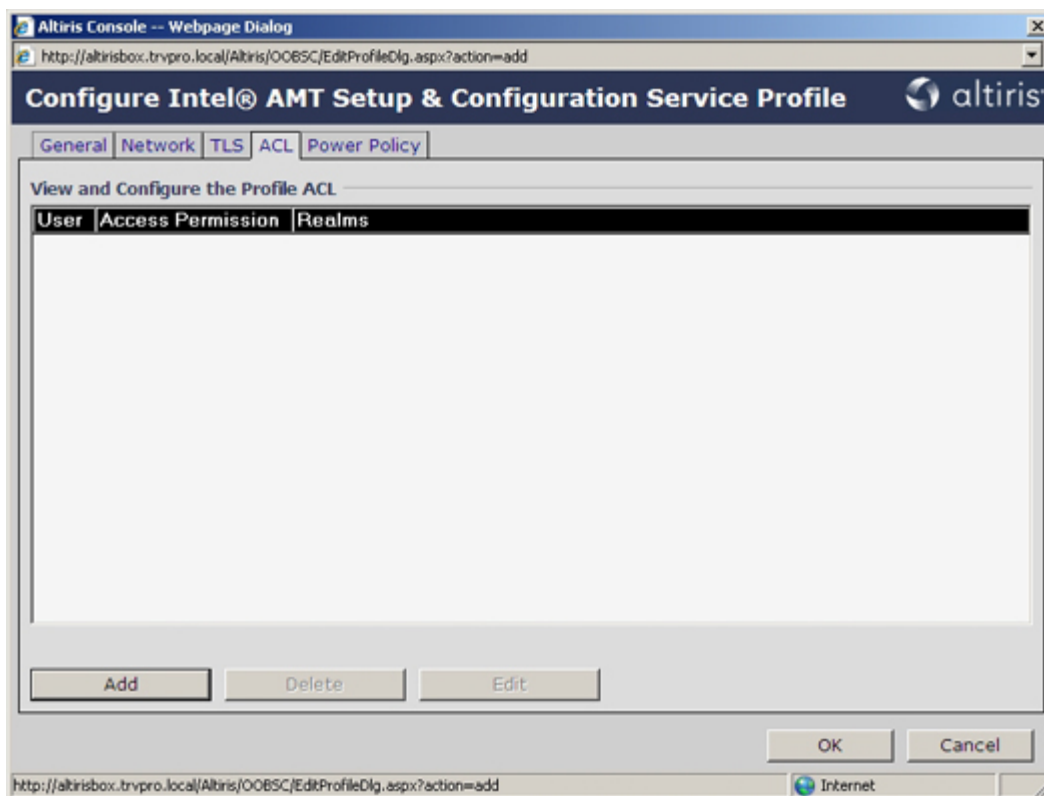 Altiris Console -- Webpage Dialog
http://altirisbox.trvpro.local/Altiris/OOBSC/EditProfileDlg.aspx?action=add
Configure Intel® AMT Setup & Configuration Service Profile altiris
General Network TLS ACL Power Policy
View and Configure the Profile ACL
User Access Permission Realms
Add Delete Edit
OK Cancel
http://altirisbox.trvpro.local/Altiris/OOBSC/EditProfileDlg.aspx?action=add Internet